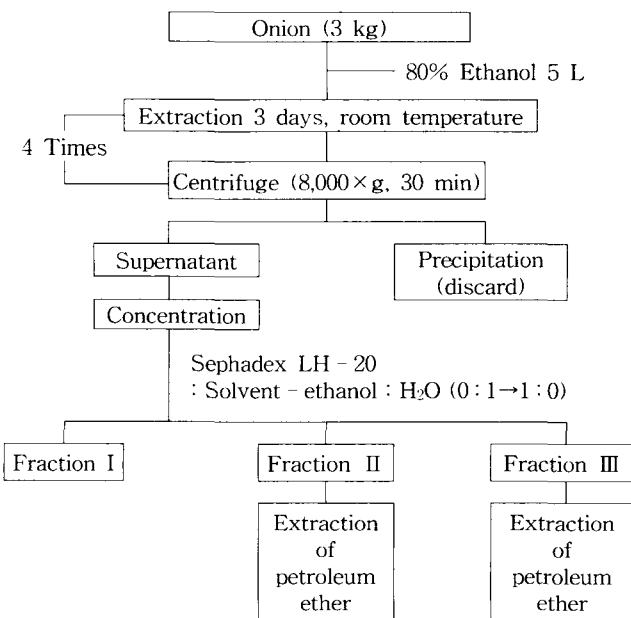 Onion (3 kg)
80% Ethanol 5 L
Extraction 3 days, room temperature
4 Times
Centrifuge (8,000×g, 30 min)
Supernatant
Precipitation
(discard)
Concentration
Sephadex LH-20
: Solvent-ethanol : H₂O (0 : 1→1 : 0)
Fraction Ⅰ
Fraction Ⅱ
Fraction Ⅲ
Extraction
of
petroleum
ether
Extraction
of
petroleum
ether